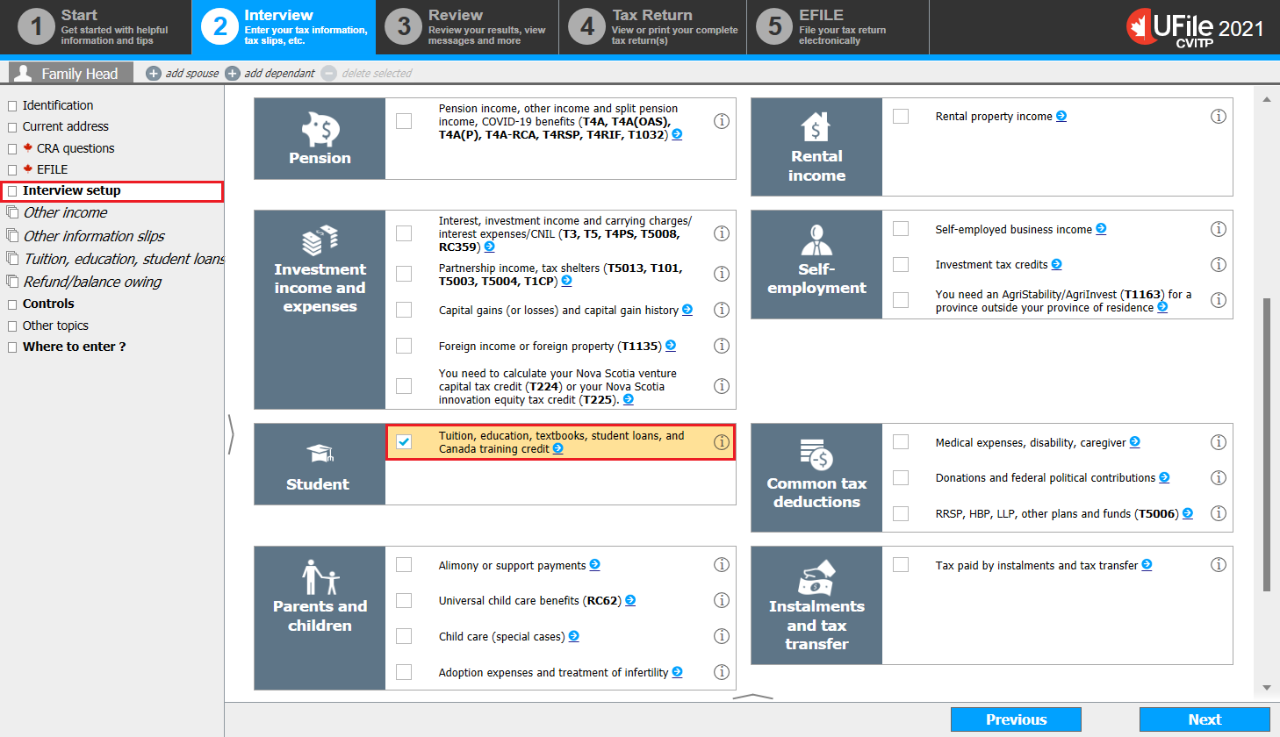 1
Start
Get started with helpful
information and tips
2
Interview
Enter your tax information,
tax slips, etc.
3
Review
Review your results, view
messages and more
4
Tax Return
View or print your complete
tax return(s)
5
EFILE
File your tax return
electronically
UFile 2021
CVITP
Family Head
add spouse
add dependant
delete selected
Identification
Current address
CRA questions
EFILE
Interview setup
Other income
Other information slips
Tuition, education, student loans
Refund/balance owing
Controls
Other topics
Where to enter ?
Pension
Pension income, other income and split pension
income, COVID-19 benefits (T4A, T4A(OAS),
T4A(P), T4A-RCA, T4RSP, T4RIF, T1032)
Rental
income
Rental property income
Investment
income and
expenses
Interest, investment income and carrying charges/
interest expenses/CNIL (T3, T5, T4PS, T5008,
RC359)
Partnership income, tax shelters (T5013, T101,
T5003, T5004, T1CP)
Capital gains (or losses) and capital gain history
Foreign income or foreign property (T1135)
You need to calculate your Nova Scotia venture
capital tax credit (T224) or your Nova Scotia
innovation equity tax credit (T225).
Self-
employment
Self-employed business income
Investment tax credits
You need an AgriStability/AgriInvest (T1163) for a
province outside your province of residence
Student
Tuition, education, textbooks, student loans, and
Canada training credit
Common tax
deductions
Medical expenses, disability, caregiver
Donations and federal political contributions
RRSP, HBP, LLP, other plans and funds (T5006)
Parents and
children
Alimony or support payments
Universal child care benefits (RC62)
Child care (special cases)
Adoption expenses and treatment of infertility
Instalments
and tax
transfer
Tax paid by instalments and tax transfer
Previous
Next